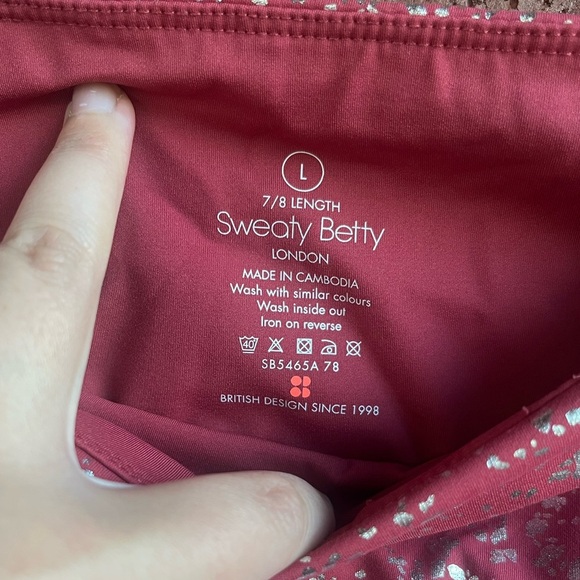 L
7/8 LENGTH
Sweaty Betty
LONDON
MADE IN CAMBODIA
Wash with similar colours
Wash inside out
Iron on reverse
40
SB5465A 78
BRITISH DESIGN SINCE 1998